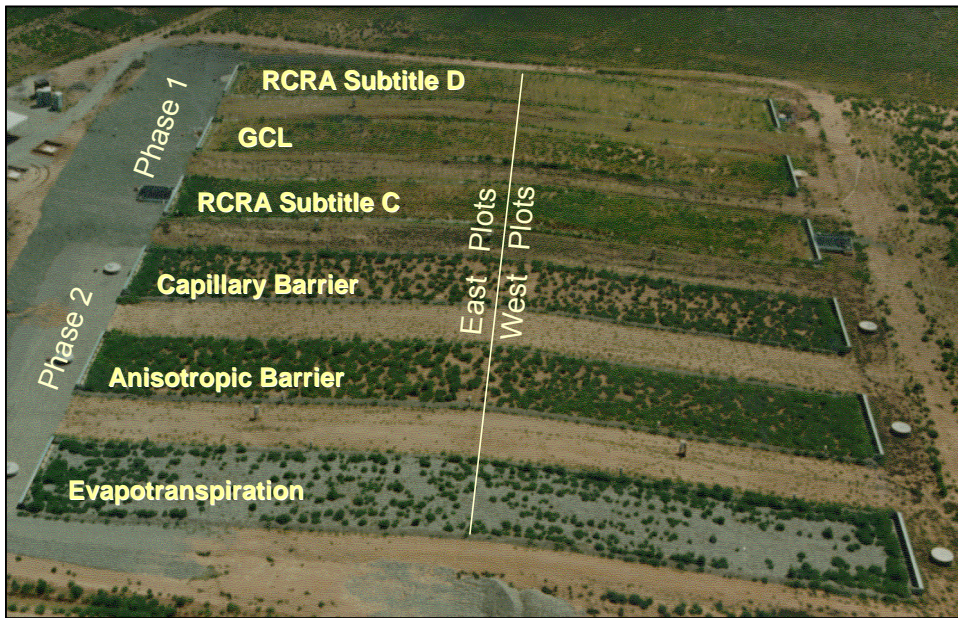 RCRA Subtitle D
Phase 1
GCL
RCRA Subtitle C
East Plots
West Plots
Capillary Barrier
Phase 2
Anisotropic Barrier
Evapotranspiration